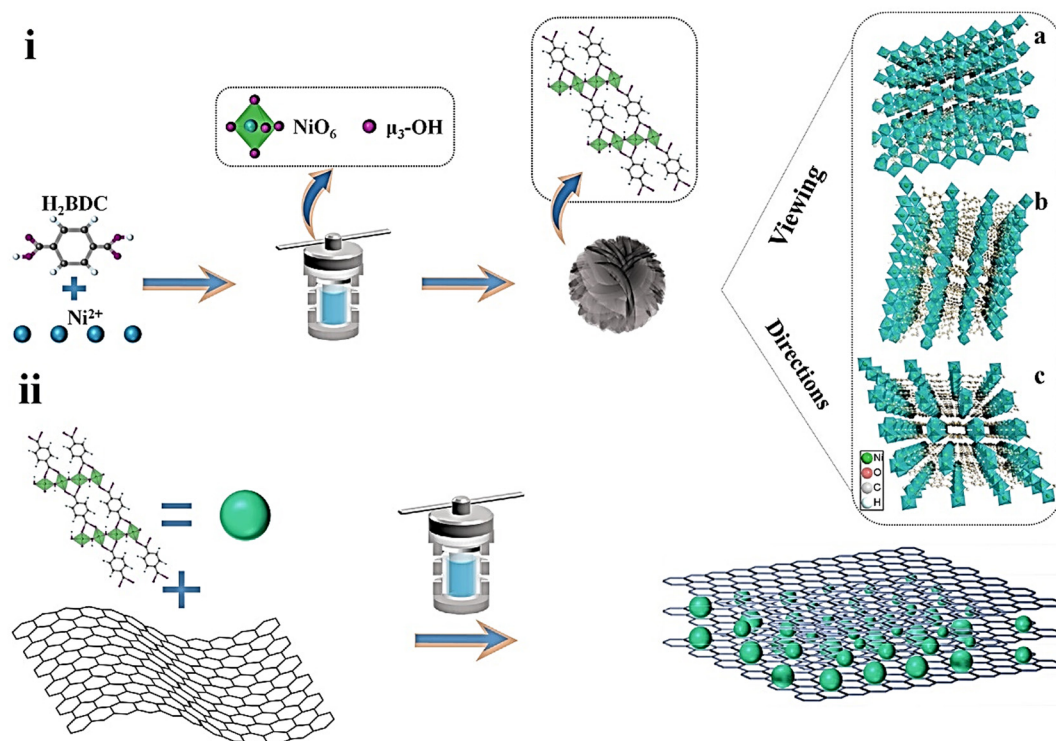 i
NiO₆
μ₃-OH
H₂BDC
Ni²⁺
Viewing
Directions
a
b
c
Ni
O
C
H
ii